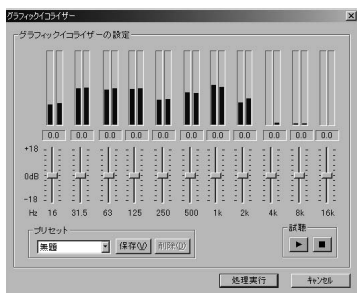 グラフィックイコライザー
グラフィックイコライザーの設定
0.0 0.0 0.0 0.0 0.0 0.0 0.0 0.0 0.0 0.0 0.0
+18
0dB
-18
Hz 16 31.5 63 125 250 500 1k 2k 4k 8k 16k
プリセット
無題 保存(V) 削除(D)
試聴
処理実行 キャンセル